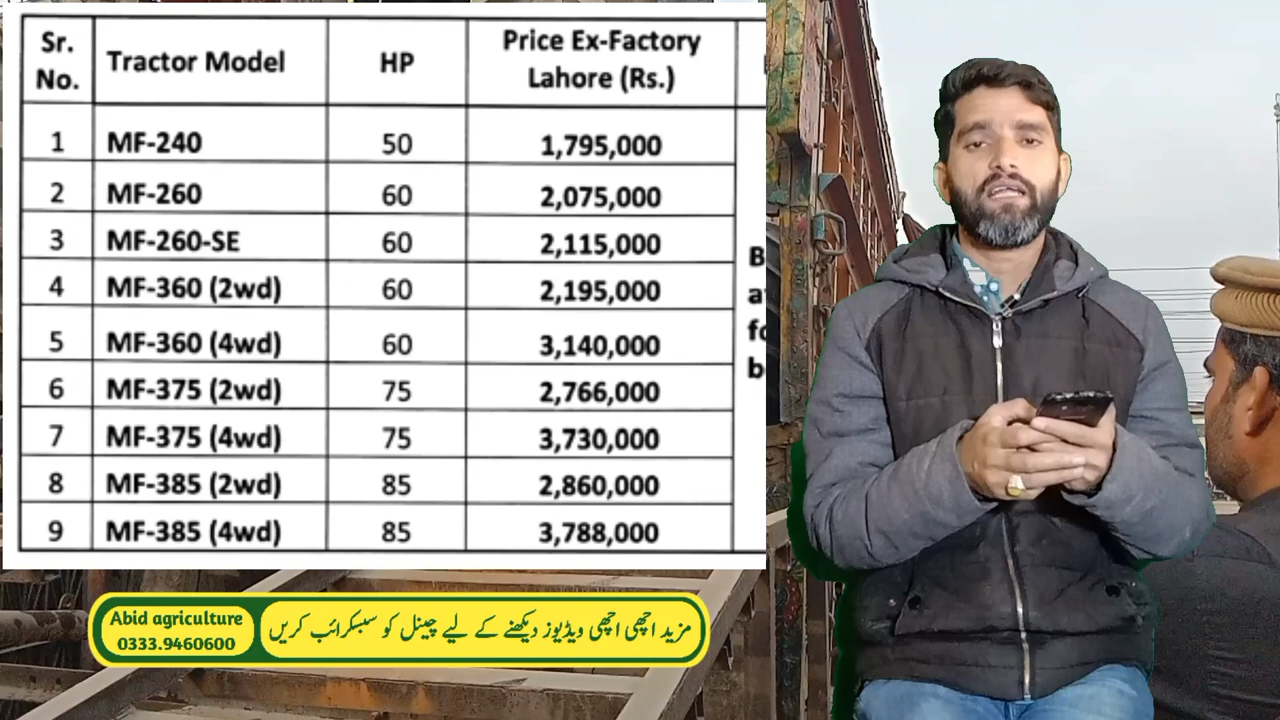 Sr. No. Tractor Model HP Price Ex-Factory Lahore (Rs.)
1 MF-240 50 1,795,000
2 MF-260 60 2,075,000
3 MF-260-SE 60 2,115,000
4 MF-360 (2wd) 60 2,195,000
5 MF-360 (4wd) 60 3,140,000
6 MF-375 (2wd) 75 2,766,000
7 MF-375 (4wd) 75 3,730,000
8 MF-385 (2wd) 85 2,860,000
9 MF-385 (4wd) 85 3,788,000
Abid agriculture
0333.9460600
مزید اچھی اچھی ویڈیوز دیکھنے کے لیے چینل کو سبسکرائب کریں